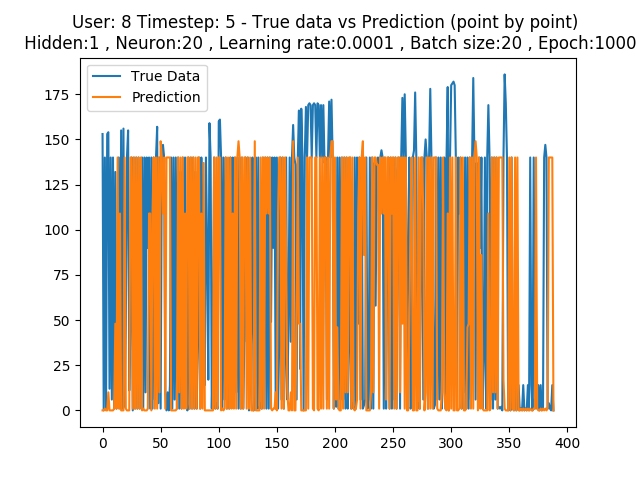 User: 8 Timestep: 5 - True data vs Prediction (point by point)
Hidden:1 , Neuron:20 , Learning rate:0.0001 , Batch size:20 , Epoch:1000
True Data
Prediction
175
150
125
100
75
50
25
0
0 50 100 150 200 250 300 350 400